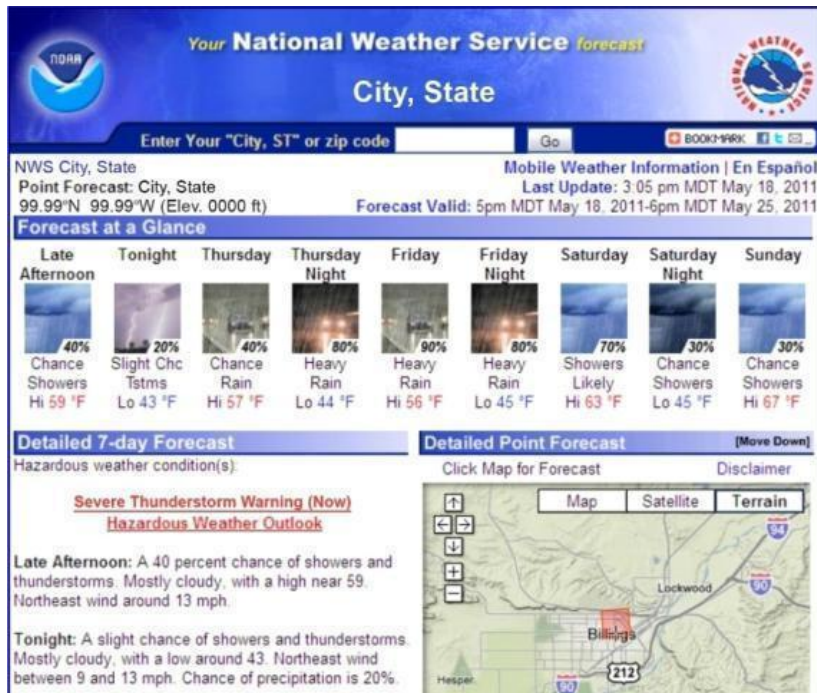 NOAA
Your National Weather Service forecast
City, State
NATIONAL WEATHER SERVICE
Enter Your "City, ST" or zip code Go BOOKMARK
NWS City, State Mobile Weather Information | En Español
Point Forecast: City, State Last Update: 3:05 pm MDT May 18, 2011
99.99°N 99.99°W (Elev. 0000 ft) Forecast Valid: 5pm MDT May 18, 2011-6pm MDT May 25, 2011
Forecast at a Glance
Late Tonight Thursday Thursday Friday Friday Saturday Saturday Sunday
Afternoon Night Night Night
40% 20% 40% 80% 90% 80% 70% 30% 30%
Chance Slight Chc Chance Heavy Heavy Heavy Showers Chance Chance
Showers Tstms Rain Rain Rain Rain Likely Showers Showers
Hi 59 °F Lo 43 °F Hi 57 °F Lo 44 °F Hi 56 °F Lo 45 °F Hi 63 °F Lo 45 °F Hi 67 °F
Detailed 7-day Forecast
Hazardous weather condition(s):
Severe Thunderstorm Warning (Now)
Hazardous Weather Outlook
Late Afternoon: A 40 percent chance of showers and
thunderstorms. Mostly cloudy, with a high near 59.
Northeast wind around 13 mph.
Tonight: A slight chance of showers and thunderstorms.
Mostly cloudy, with a low around 43. Northeast wind
between 9 and 13 mph. Chance of precipitation is 20%.
Detailed Point Forecast [Move Down]
Click Map for Forecast Disclaimer
Map Satellite Terrain
94
Lockwood
90
Billings
212
Hesper
90